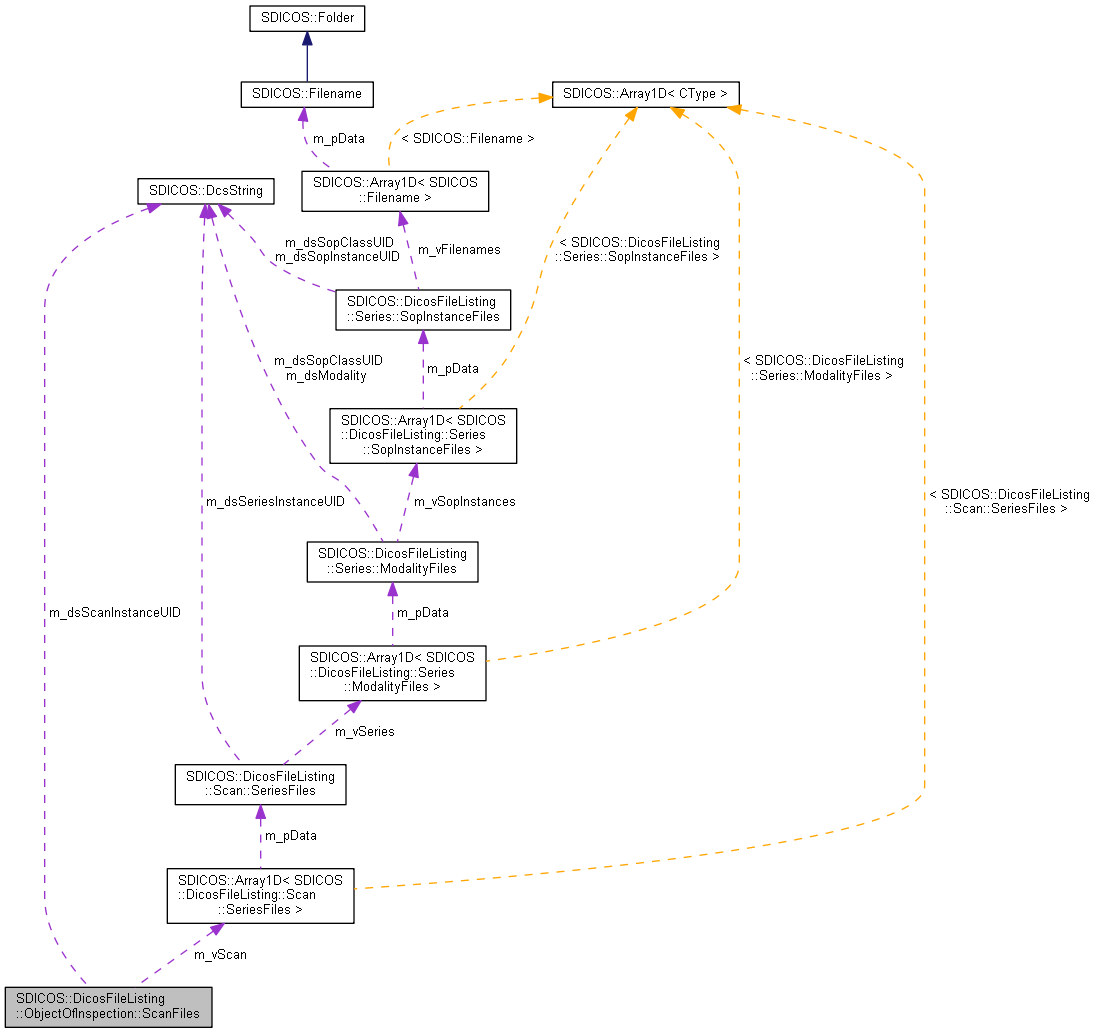 SDICOS::Folder
SDICOS::Filename
SDICOS::Array1D< CType >
m_pData
< SDICOS::Filename >
SDICOS::DcsString
SDICOS::Array1D< SDICOS
::Filename >
m_dsSopClassUID
m_dsSopInstanceUID
m_vFilenames
< SDICOS::DicosFileListing
::Series::SopInstanceFiles >
SDICOS::DicosFileListing
::Series::SopInstanceFiles
m_dsSopClassUID
m_dsModality
m_pData
< SDICOS::DicosFileListing
::Series::ModalityFiles >
SDICOS::Array1D< SDICOS
::DicosFileListing::Series
::SopInstanceFiles >
m_dsSeriesInstanceUID
m_vSopInstances
< SDICOS::DicosFileListing
::Scan::SeriesFiles >
SDICOS::DicosFileListing
::Series::ModalityFiles
m_dsScanInstanceUID
m_pData
SDICOS::Array1D< SDICOS
::DicosFileListing::Series
::ModalityFiles >
m_vSeries
SDICOS::DicosFileListing
::Scan::SeriesFiles
m_pData
SDICOS::Array1D< SDICOS
::DicosFileListing::Scan
::SeriesFiles >
m_vScan
SDICOS::DicosFileListing
::ObjectOfInspection::ScanFiles